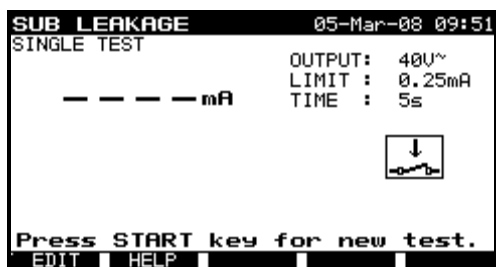 SUB LEAKAGE 05-Mar-08 09:51
SINGLE TEST
OUTPUT: 40V~
LIMIT : 0.25mA
– – – – mA TIME : 5s
Press START key for new test.
EDIT HELP